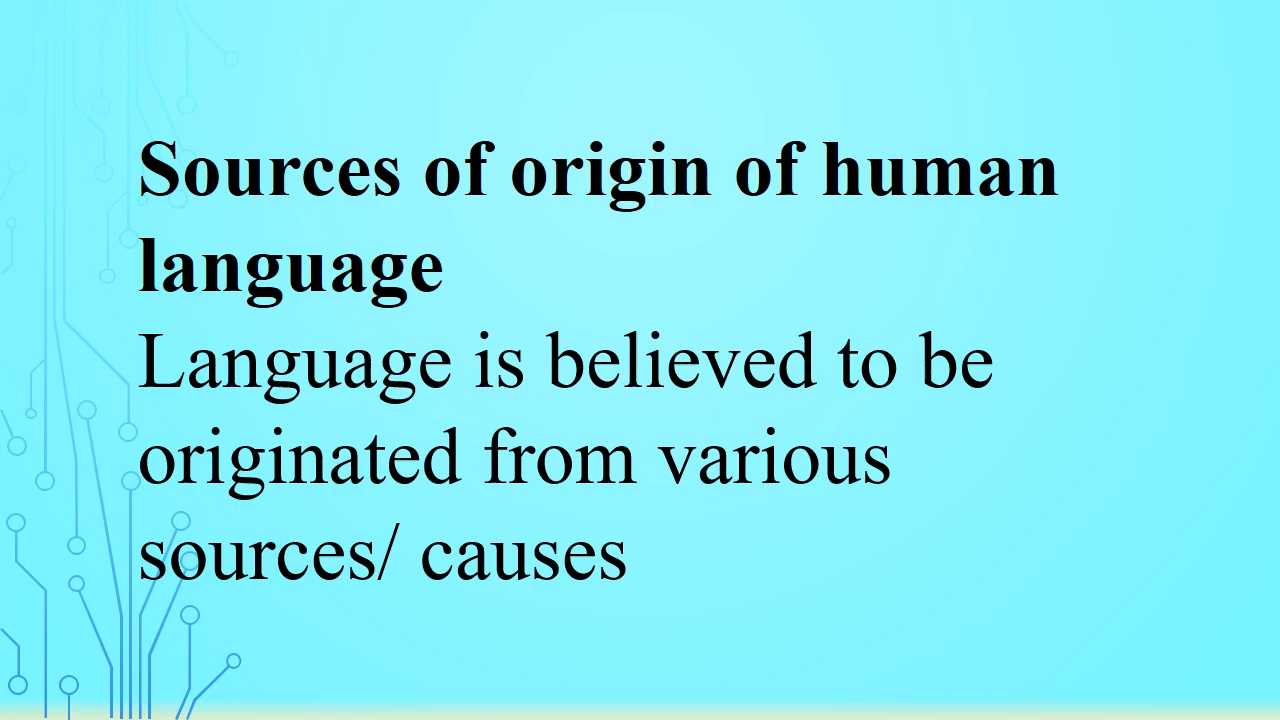 Sources of origin of human
language
Language is believed to be
originated from various
sources/ causes